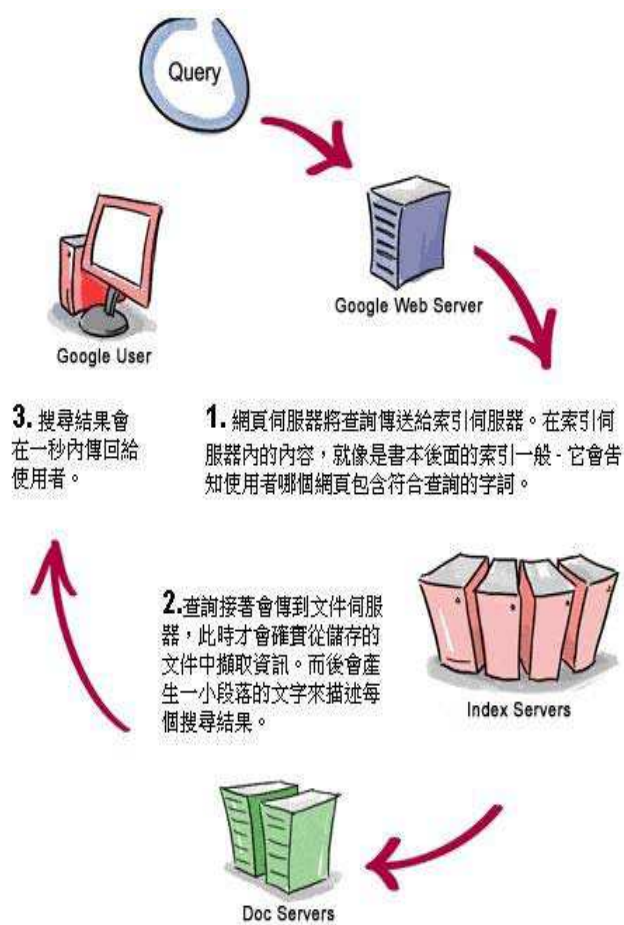 Query
Google Web Server
Google User
1. 網頁伺服器將查詢傳送給索引伺服器。在索引伺
服器內的內容，就像是書本後面的索引一般 - 它會告
知使用者哪個網頁包含符合查詢的字詞。
Index Servers
2.查詢接著會傳到文件伺服
器，此時才會確實從儲存的
文件中擷取資訊。而後會產
生一小段落的文字來描述每
個搜尋結果。
Doc Servers
3. 搜尋結果會
在一秒內傳回給
使用者。